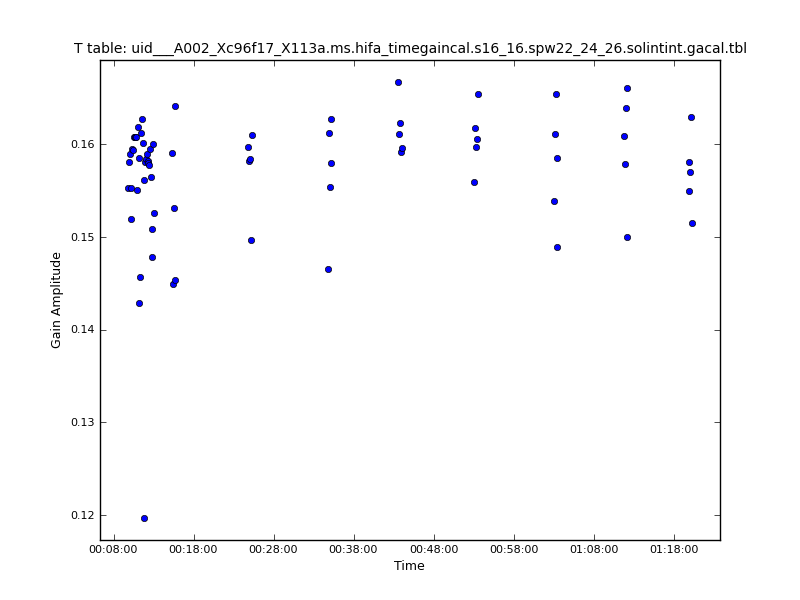 T table: uid___A002_Xc96f17_X113a.ms.hifa_timegaincal.s16_16.spw22_24_26.solintint.gacal.tbl
0.16
0.15
Gain Amplitude
0.14
0.13
0.12
00:08:00 00:18:00 00:28:00 00:38:00 00:48:00 00:58:00 01:08:00 01:18:00
Time